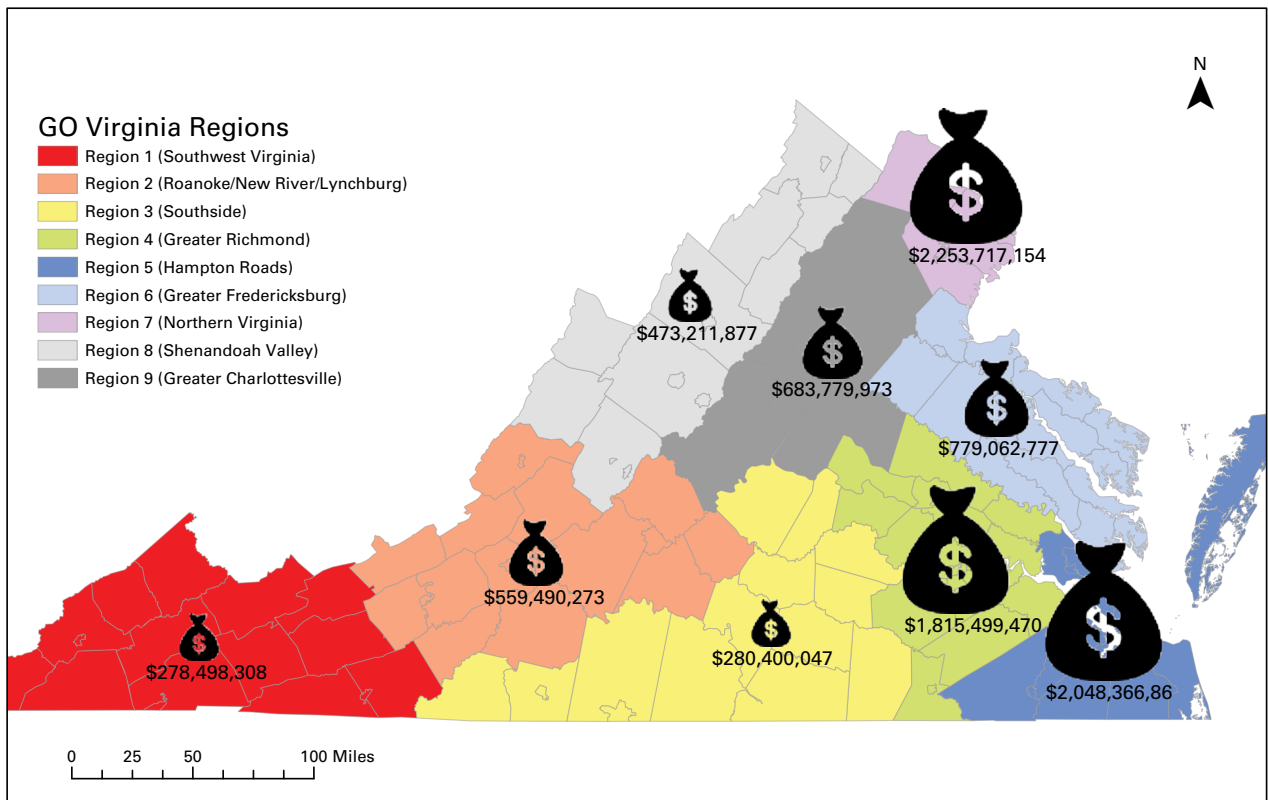 N
GO Virginia Regions
Region 1 (Southwest Virginia)
Region 2 (Roanoke/New River/Lynchburg)
Region 3 (Southside)
Region 4 (Greater Richmond)
Region 5 (Hampton Roads)
Region 6 (Greater Fredericksburg)
Region 7 (Northern Virginia)
Region 8 (Shenandoah Valley)
Region 9 (Greater Charlottesville)
$
$2,253,717,154
$
$473,211,877
$
$683,779,973
$
$779,062,777
$
$559,490,273
$
$1,815,499,470
$
$278,498,308
$
$280,400,047
$
$2,048,366,86
0 25 50 100 Miles